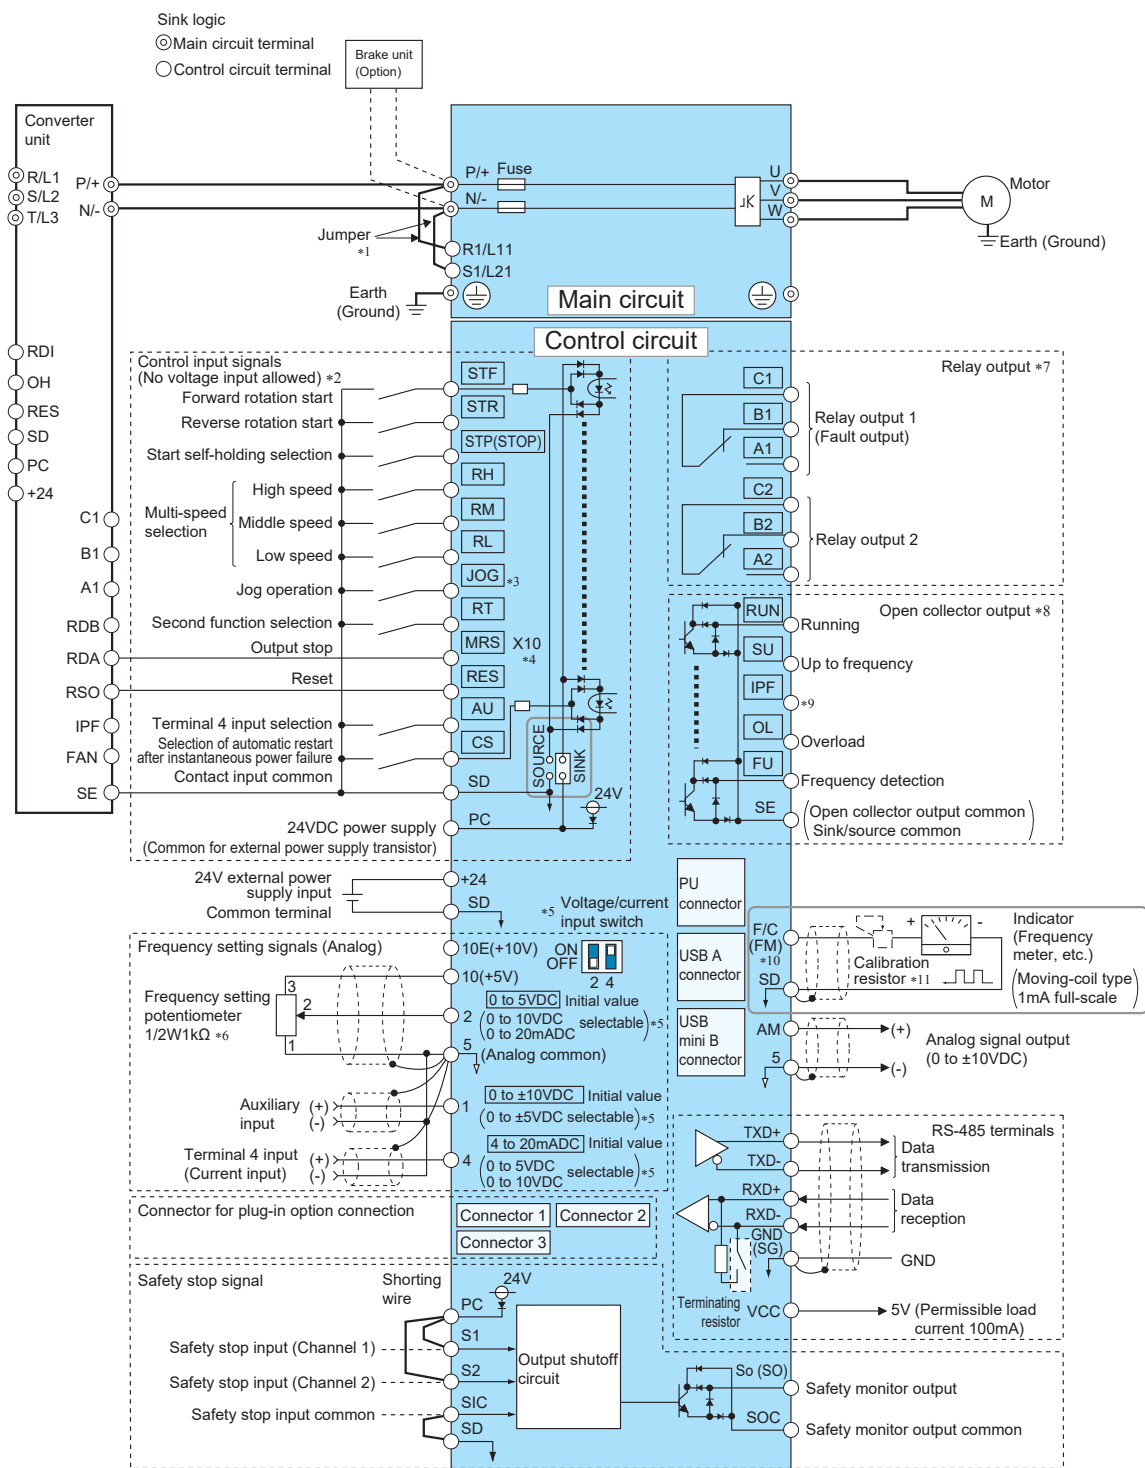 Sink logic
Main circuit terminal
Control circuit terminal
Brake unit
(Option)
Converter
unit
R/L1
S/L2
T/L3
P/+
N/-
P/+
Fuse
N/-
Jumper
*1
R1/L11
S1/L21
Earth
(Ground)
Main circuit
U
V
W
M
Motor
Earth (Ground)
RDI
OH
RES
SD
PC
+24
C1
B1
A1
RDB
RDA
RSO
IPF
FAN
SE
Control circuit
Control input signals
(No voltage input allowed) *2
Forward rotation start
Reverse rotation start
Start self-holding selection
Multi-speed
selection
High speed
Middle speed
Low speed
Jog operation
Second function selection
Output stop
Reset
Terminal 4 input selection
Selection of automatic restart
after instantaneous power failure
Contact input common
24VDC power supply
(Common for external power supply transistor)
STF
STR
STP(STOP)
RH
RM
RL
JOG *3
RT
MRS X10
*4
RES
AU
CS
SD
PC
SOURCE
SINK
24V
Relay output *7
C1
B1
A1
Relay output 1
(Fault output)
C2
B2
A2
Relay output 2
Open collector output *8
RUN
Running
SU
Up to frequency
IPF
*9
OL
Overload
FU
Frequency detection
SE
(Open collector output common
Sink/source common)
24V external power
supply input
Common terminal
+24
SD
*5 Voltage/current
input switch
ON
OFF
2 4
PU
connector
USB A
connector
USB
mini B
connector
Frequency setting signals (Analog)
Frequency setting
potentiometer
1/2W1kΩ *6
3
2
1
10E(+10V)
10(+5V)
2
0 to 5VDC Initial value
(0 to 10VDC
0 to 20mADC selectable) *5
5
(Analog common)
Auxiliary
input
(+)
(-)
1
0 to ±10VDC Initial value
(0 to ±5VDC selectable) *5
Terminal 4 input
(Current input)
(+)
(-)
4
4 to 20mADC Initial value
(0 to 5VDC
0 to 10VDC selectable) *5
F/C
(FM)
*10
SD
+ -
Calibration
resistor *11
Indicator
(Frequency
meter, etc.)
(Moving-coil type
1mA full-scale)
AM
5
(+)
(-)
Analog signal output
(0 to ±10VDC)
RS-485 terminals
TXD+
TXD-
Data
transmission
RXD+
RXD-
Data
reception
GND
(SG)
GND
Terminating
resistor
VCC
5V (Permissible load
current 100mA)
Connector for plug-in option connection
Connector 1
Connector 2
Connector 3
Safety stop signal
Shorting
wire
24V
PC
S1
S2
SIC
SD
Safety stop input (Channel 1)
Safety stop input (Channel 2)
Safety stop input common
Output shutoff
circuit
So (SO)
SOC
Safety monitor output
Safety monitor output common